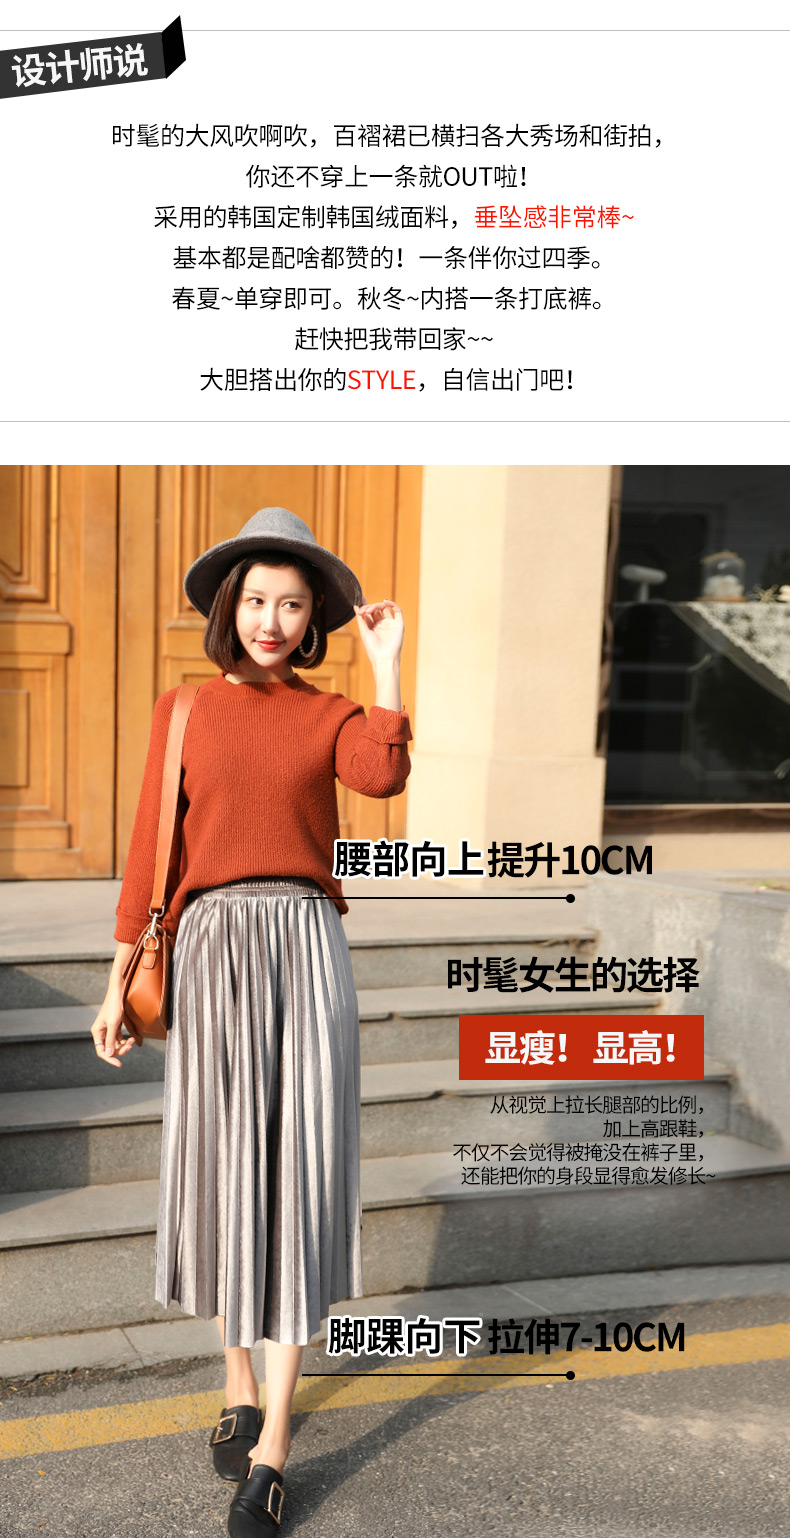 设计师说
时髦的大风吹啊吹，百褶裙已横扫各大秀场和街拍，
你还不穿上一条就OUT啦！
采用的韩国定制韩国绒面料，垂坠感非常棒~
基本都是配啥都赞的！一条伴你过四季。
春夏~单穿即可。秋冬~内搭一条打底裤。
赶快把我带回家~~
大胆搭出你的STYLE，自信出门吧！
腰部向上提升10CM
时髦女生的选择
显瘦！ 显高！
从视觉上拉长腿部的比例，
加上高跟鞋，
不仅不会觉得被掩没在裤子里，
还能把你的身段显得愈发修长~
脚踝向下拉伸7-10CM